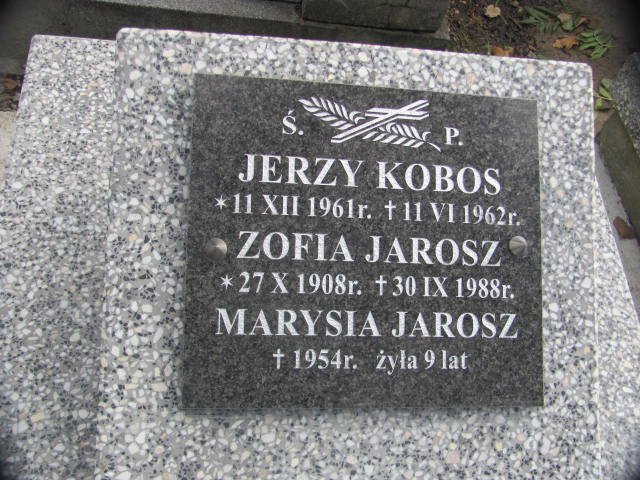 Ś. P.
JERZY KOBOS
✶11 XII 1961r. †11 VI 1962r.
ZOFIA JAROSZ
✶27 X 1908r. †30 IX 1988r.
MARYSIA JAROSZ
†1954r. żyła 9 lat